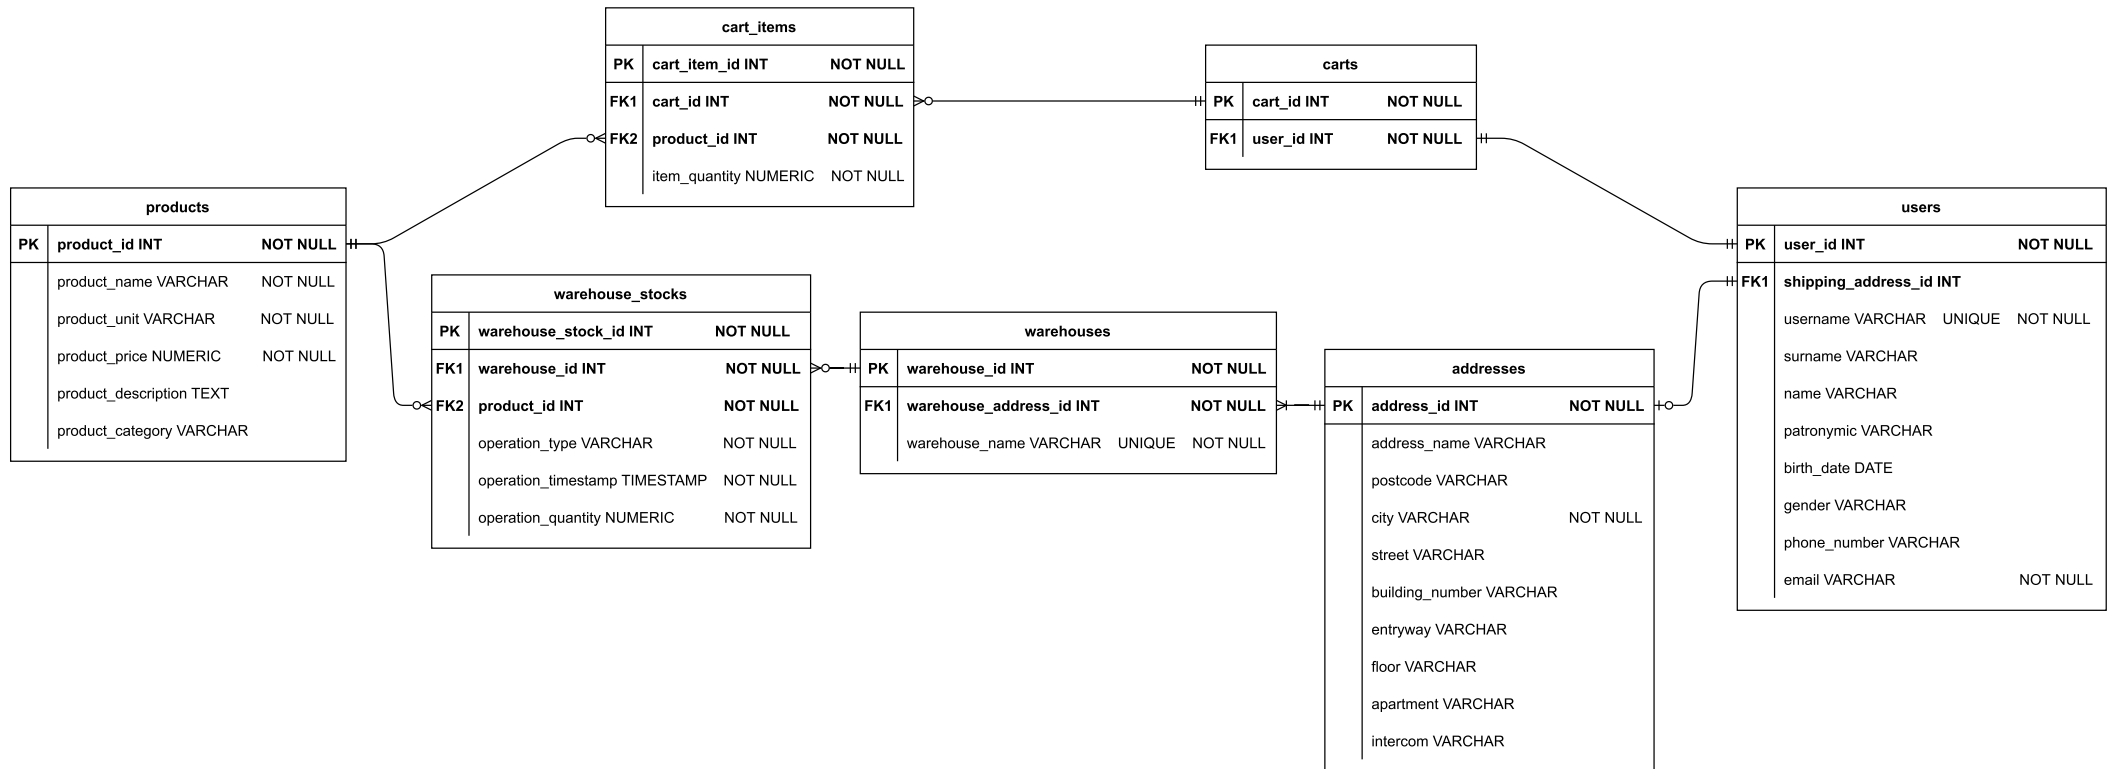 cart_items
PK cart_item_id INT NOT NULL
FK1 cart_id INT NOT NULL
FK2 product_id INT NOT NULL
item_quantity NUMERIC NOT NULL
carts
PK cart_id INT NOT NULL
FK1 user_id INT NOT NULL
products
PK product_id INT NOT NULL
product_name VARCHAR NOT NULL
product_unit VARCHAR NOT NULL
product_price NUMERIC NOT NULL
product_description TEXT
product_category VARCHAR
warehouse_stocks
PK warehouse_stock_id INT NOT NULL
FK1 warehouse_id INT NOT NULL
FK2 product_id INT NOT NULL
operation_type VARCHAR NOT NULL
operation_timestamp TIMESTAMP NOT NULL
operation_quantity NUMERIC NOT NULL
warehouses
PK warehouse_id INT NOT NULL
FK1 warehouse_address_id INT NOT NULL
warehouse_name VARCHAR UNIQUE NOT NULL
addresses
PK address_id INT NOT NULL
address_name VARCHAR
postcode VARCHAR
city VARCHAR NOT NULL
street VARCHAR
building_number VARCHAR
entryway VARCHAR
floor VARCHAR
apartment VARCHAR
intercom VARCHAR
users
PK user_id INT NOT NULL
FK1 shipping_address_id INT
username VARCHAR UNIQUE NOT NULL
surname VARCHAR
name VARCHAR
patronymic VARCHAR
birth_date DATE
gender VARCHAR
phone_number VARCHAR
email VARCHAR NOT NULL